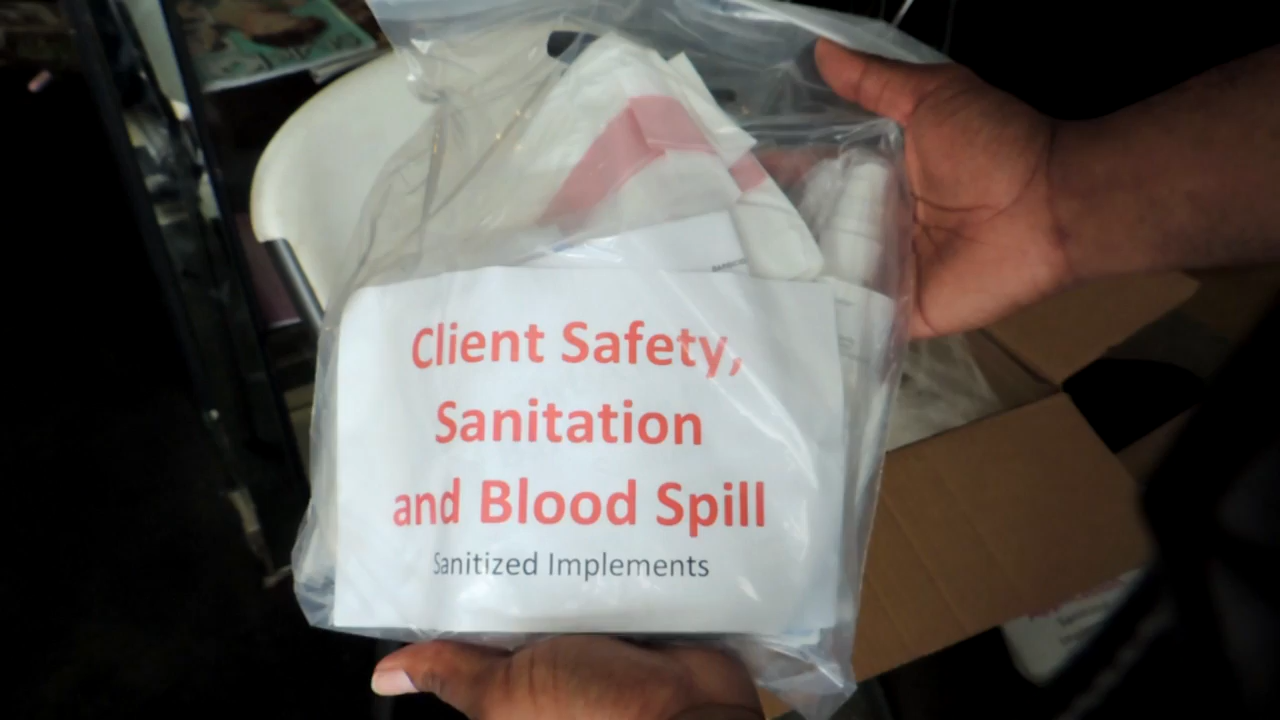 Client Safety,
Sanitation
and Blood Spill
Sanitized Implements